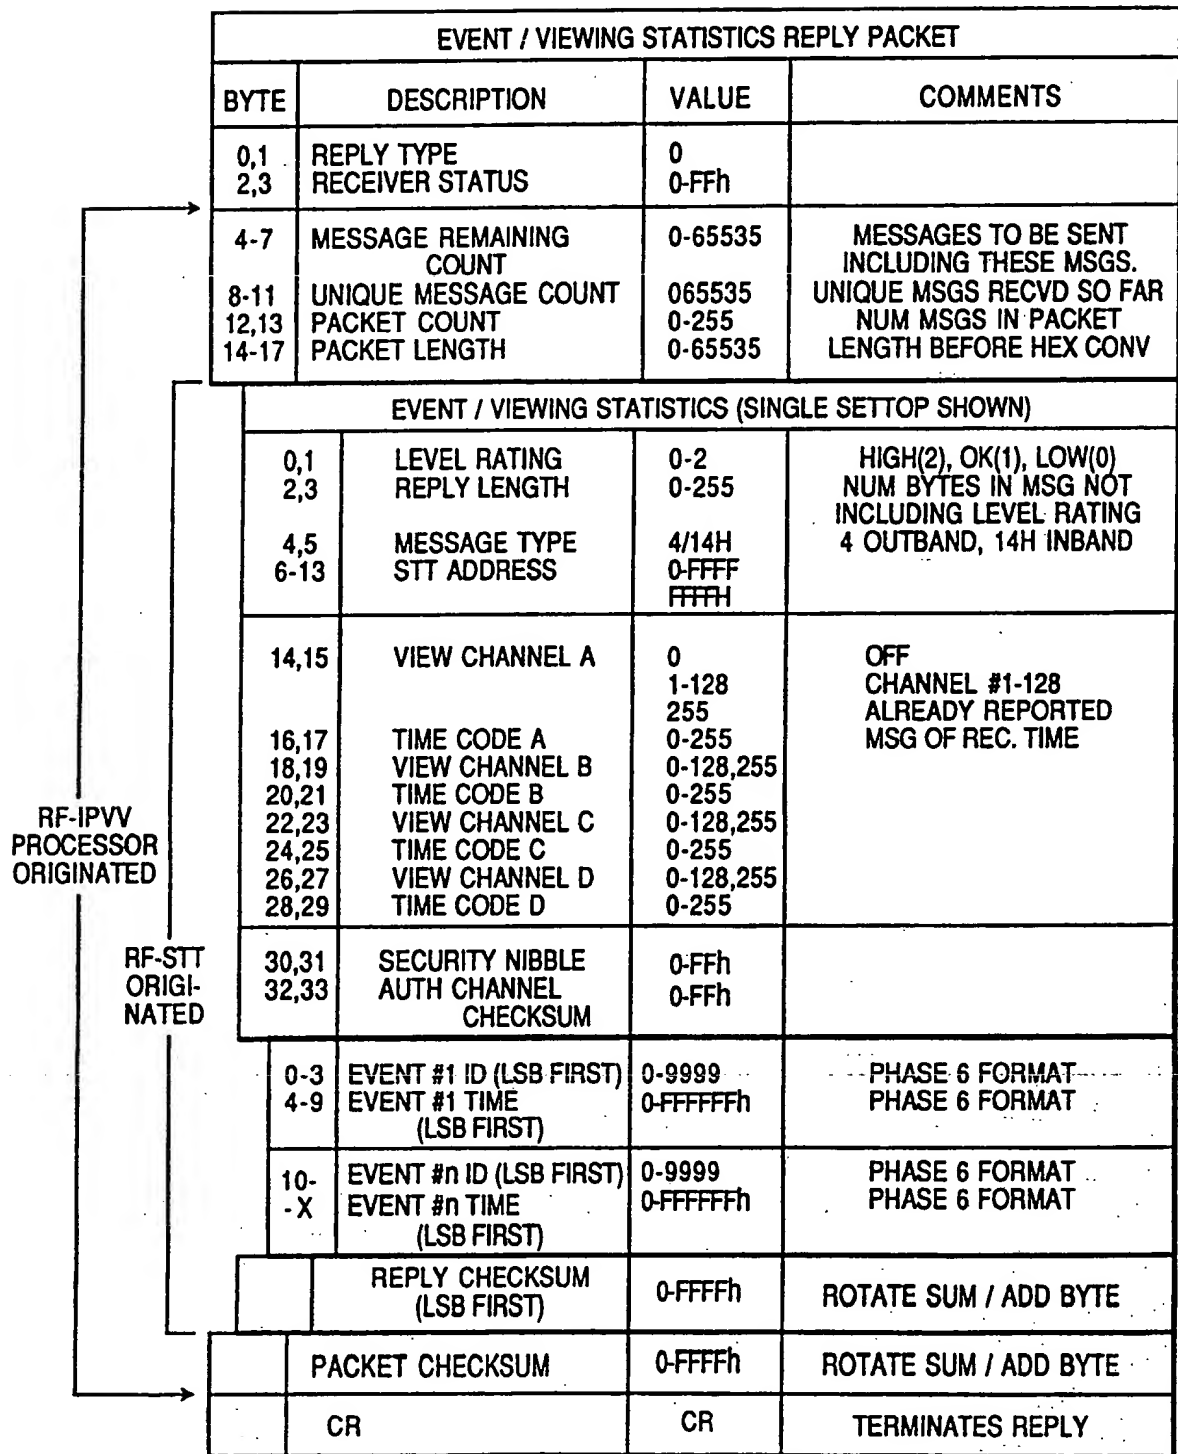 EVENT / VIEWING STATISTICS REPLY PACKET
BYTE DESCRIPTION VALUE COMMENTS
0,1 REPLY TYPE 0
2,3 RECEIVER STATUS 0-FFh
4-7 MESSAGE REMAINING 0-65535 MESSAGES TO BE SENT
COUNT INCLUDING THESE MSGS.
8-11 UNIQUE MESSAGE COUNT 065535 UNIQUE MSGS RECVD SO FAR
12,13 PACKET COUNT 0-255 NUM MSGS IN PACKET
14-17 PACKET LENGTH 0-65535 LENGTH BEFORE HEX CONV
EVENT / VIEWING STATISTICS (SINGLE SETTOP SHOWN)
0,1 LEVEL RATING 0-2 HIGH(2), OK(1), LOW(0)
2,3 REPLY LENGTH 0-255 NUM BYTES IN MSG NOT
INCLUDING LEVEL RATING
4,5 MESSAGE TYPE 4/14H 4 OUTBAND, 14H INBAND
6-13 STT ADDRESS 0-FFFF
FFFFH
14,15 VIEW CHANNEL A 0 OFF
1-128 CHANNEL #1-128
255 ALREADY REPORTED
16,17 TIME CODE A 0-255 MSG OF REC. TIME
18,19 VIEW CHANNEL B 0-128,255
20,21 TIME CODE B 0-255
22,23 VIEW CHANNEL C 0-128,255
24,25 TIME CODE C 0-255
26,27 VIEW CHANNEL D 0-128,255
28,29 TIME CODE D 0-255
RF-IPVV
PROCESSOR
ORIGINATED
RF-STT
ORIGI-
NATED
30,31 SECURITY NIBBLE 0-FFh
32,33 AUTH CHANNEL 0-FFh
CHECKSUM
0-3 EVENT #1 ID (LSB FIRST) 0-9999 PHASE 6 FORMAT
4-9 EVENT #1 TIME 0-FFFFFFh PHASE 6 FORMAT
(LSB FIRST)
10- EVENT #n ID (LSB FIRST) 0-9999 PHASE 6 FORMAT
- X EVENT #n TIME 0-FFFFFFh PHASE 6 FORMAT
(LSB FIRST)
REPLY CHECKSUM 0-FFFFh ROTATE SUM / ADD BYTE
(LSB FIRST)
PACKET CHECKSUM 0-FFFFh ROTATE SUM / ADD BYTE
CR CR TERMINATES REPLY